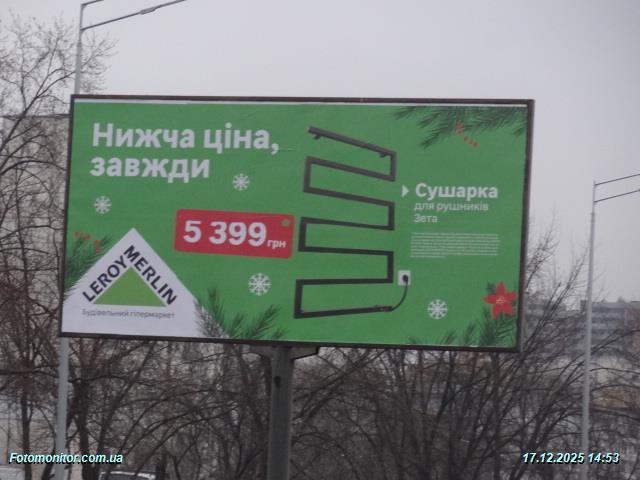 Нижча ціна,
завжди
5 399 грн
Сушарка
для рушників
Зета
LEROY MERLIN
Будівельний гіпермаркет
Fotomonitor.com.ua
17.12.2025 14:53